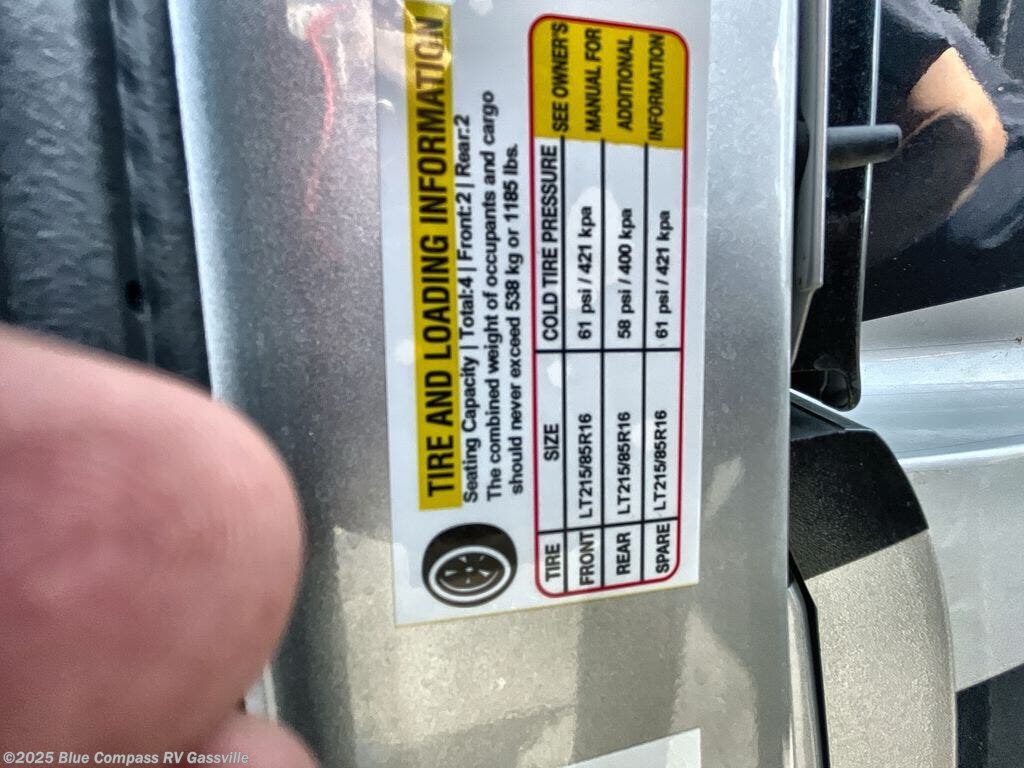 TIRE AND LOADING INFORMATION
Seating Capacity | Total:4 | Front:2 | Rear:2
The combined weight of occupants and cargo
should never exceed 538 kg or 1185 lbs.
TIRE SIZE COLD TIRE PRESSURE SEE OWNER'S
FRONT LT215/85R16 61 psi / 421 kpa MANUAL FOR
REAR LT215/85R16 58 psi / 400 kpa ADDITIONAL
SPARE LT215/85R16 61 psi / 421 kpa INFORMATION
©2025 Blue Compass RV Gassville